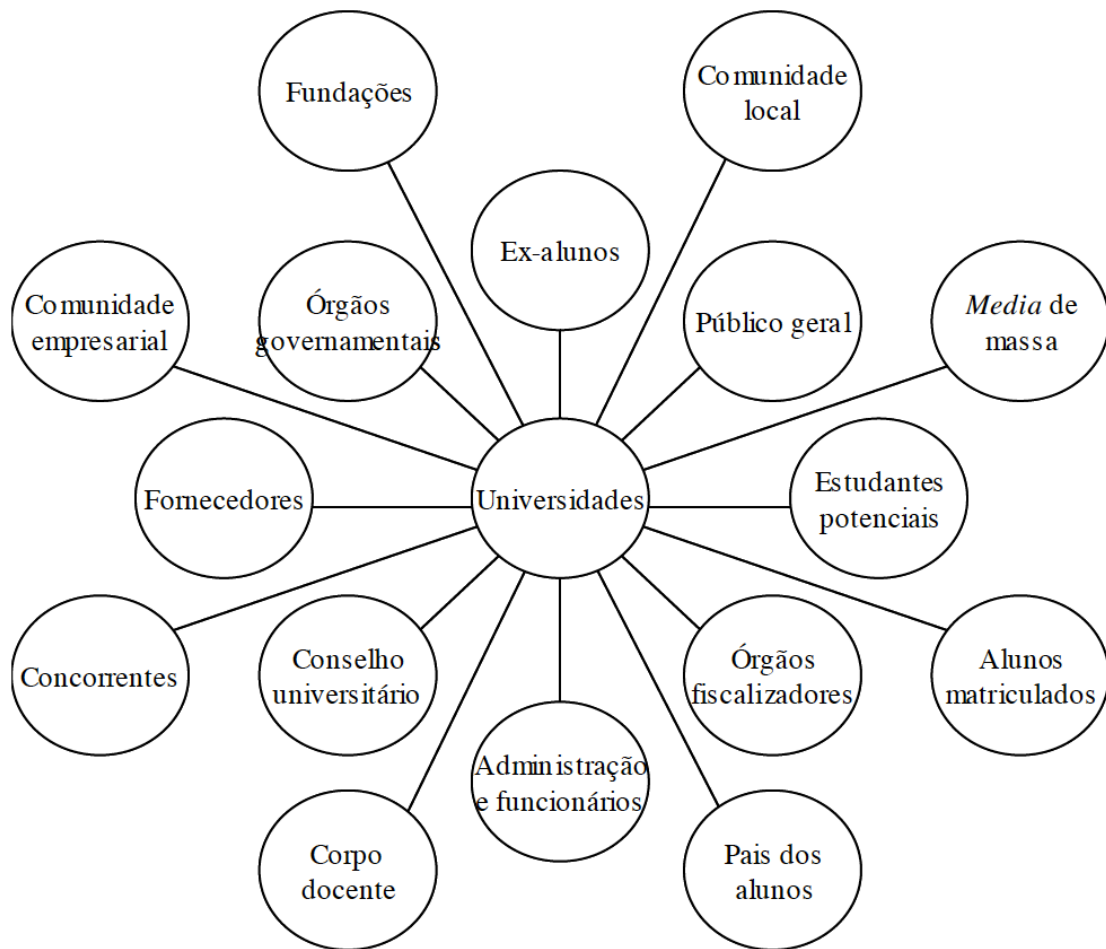 Fundações
Comunidade
local
Ex-alunos
Comunidade
empresarial
Órgãos
governamentais
Público geral
Media de
massa
Fornecedores
Universidades
Estudantes
potenciais
Concorrentes
Conselho
universitário
Órgãos
fiscalizadores
Alunos
matriculados
Administração
e funcionários
Corpo
docente
Pais dos
alunos